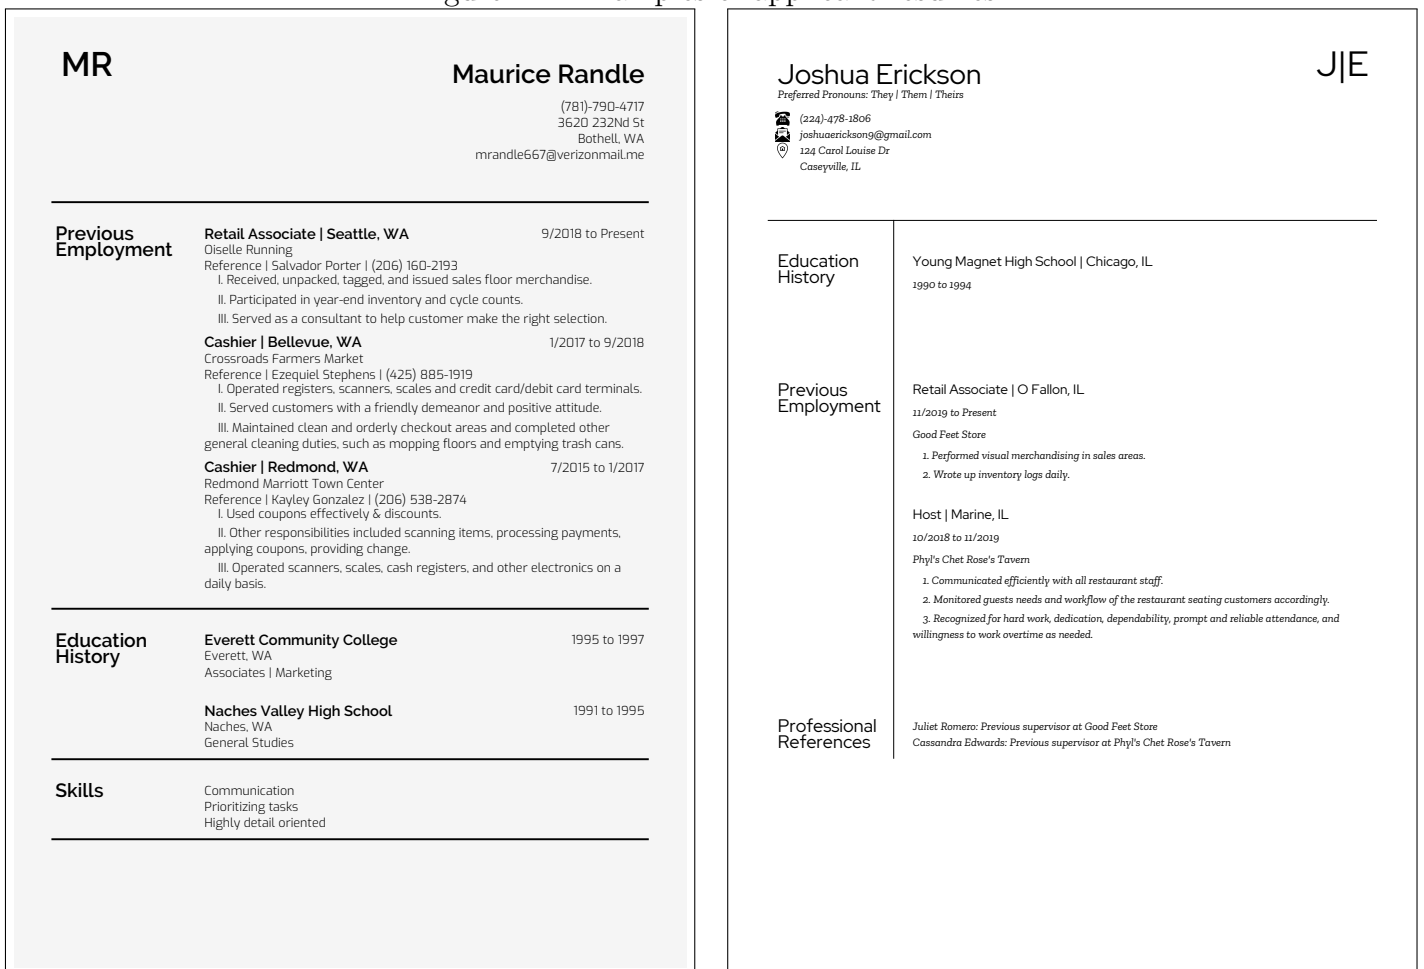 MR
Maurice Randle
(781)-790-4717
3620 232Nd St
Bothell, WA
mrandle667@verizonmail.me
Previous
Employment
Retail Associate | Seattle, WA
9/2018 to Present
Oiselle Running
Reference | Salvador Porter | (206) 160-2193
I. Received, unpacked, tagged, and issued sales floor merchandise.
II. Participated in year-end inventory and cycle counts.
III. Served as a consultant to help customer make the right selection.
Cashier | Bellevue, WA
1/2017 to 9/2018
Crossroads Farmers Market
Reference | Ezequiel Stephens | (425) 885-1919
I. Operated registers, scanners, scales and credit card/debit card terminals.
II. Served customers with a friendly demeanor and positive attitude.
III. Maintained clean and orderly checkout areas and completed other
general cleaning duties, such as mopping floors and emptying trash cans.
Cashier | Redmond, WA
7/2015 to 1/2017
Redmond Marriott Town Center
Reference | Kayley Gonzalez | (206) 538-2874
I. Used coupons effectively & discounts.
II. Other responsibilities included scanning items, processing payments,
applying coupons, providing change.
III. Operated scanners, scales, cash registers, and other electronics on a
daily basis.
Education
History
Everett Community College
1995 to 1997
Everett, WA
Associates | Marketing
Naches Valley High School
1991 to 1995
Naches, WA
General Studies
Skills
Communication
Prioritizing tasks
Highly detail oriented
Joshua Erickson
J|E
Preferred Pronouns: They | Them | Theirs
(224)-478-1806
joshuaerickson9@gmail.com
124 Carol Louise Dr
Caseyville, IL
Education
History
Young Magnet High School | Chicago, IL
1990 to 1994
Previous
Employment
Retail Associate | O Fallon, IL
11/2019 to Present
Good Feet Store
1. Performed visual merchandising in sales areas.
2. Wrote up inventory logs daily.
Host | Marine, IL
10/2018 to 11/2019
Phyl's Chet Rose's Tavern
1. Communicated efficiently with all restaurant staff.
2. Monitored guests needs and workflow of the restaurant seating customers accordingly.
3. Recognized for hard work, dedication, dependability, prompt and reliable attendance, and
willingness to work overtime as needed.
Professional
References
Juliet Romero: Previous supervisor at Good Feet Store
Cassandra Edwards: Previous supervisor at Phyl's Chet Rose's Tavern